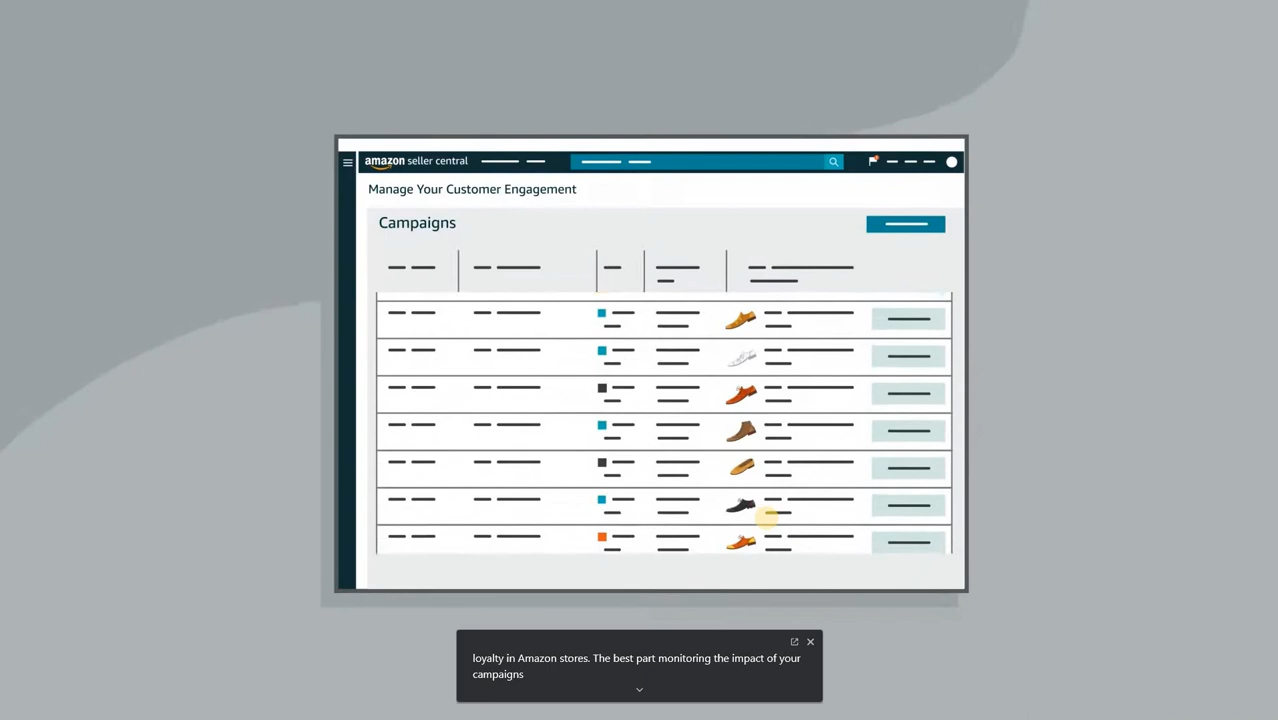 amazon seller central
Manage Your Customer Engagement
Campaigns
loyalty in Amazon stores. The best part monitoring the impact of your
campaigns